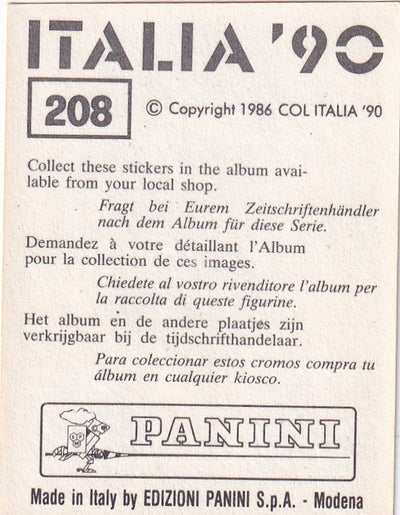 ITALIA '90
208
© Copyright 1986 COL ITALIA '90
Collect these stickers in the album avai-
lable from your local shop.
Fragt bei Eurem Zeitschriftenhändler
nach dem Album für diese Serie.
Demandez à votre détaillant l'Album
pour la collection de ces images.
Chiedete al vostro rivenditore l'album per
la raccolta di queste figurine.
Het album en de andere plaatjes zijn
verkrijgbaar bij de tijdschrifthandelaar.
Para coleccionar estos cromos compra tu
álbum en cualquier kiosco.
PANINI
Made in Italy by EDIZIONI PANINI S.p.A. - Modena